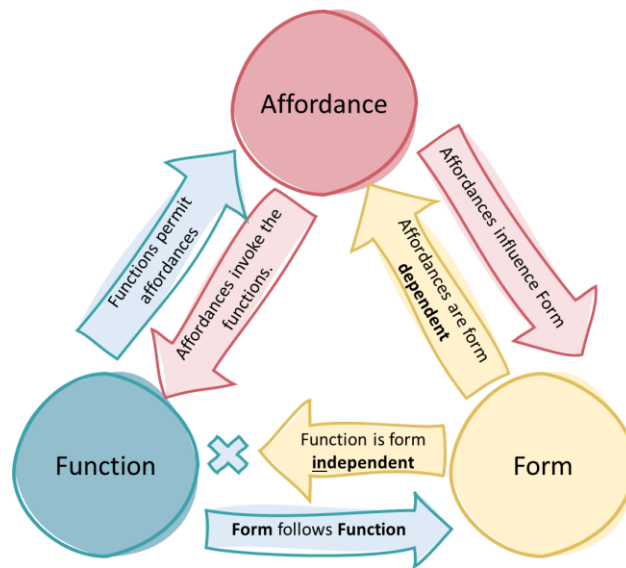 Affordance
Functions permit
affordances
Affordances invoke the
functions.
Affordances are form
dependent
Affordances influence Form
Function
Function is form
independent
Form
Form follows Function